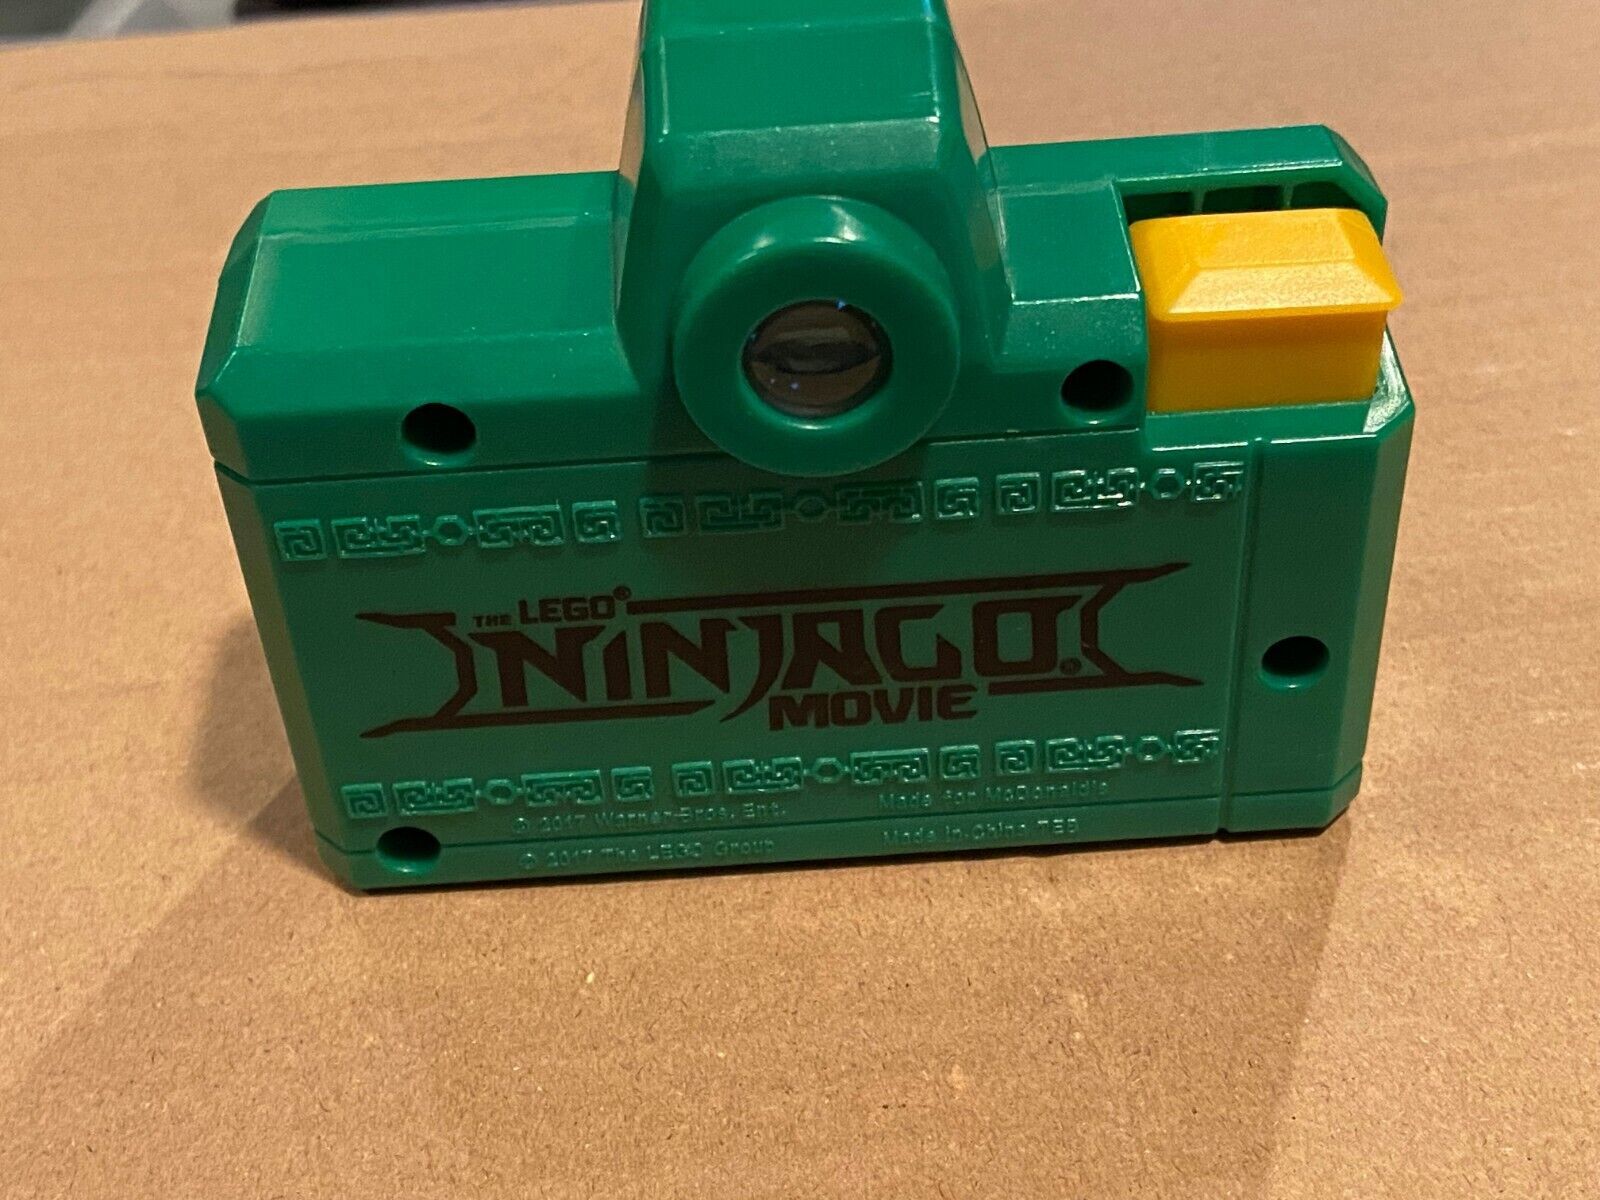 THE LEGO®
NINJAGO®
MOVIE
© 2017 Warner Bros. Ent.
Made for McDonald's
© 2017 The LEGO Group
Made in China